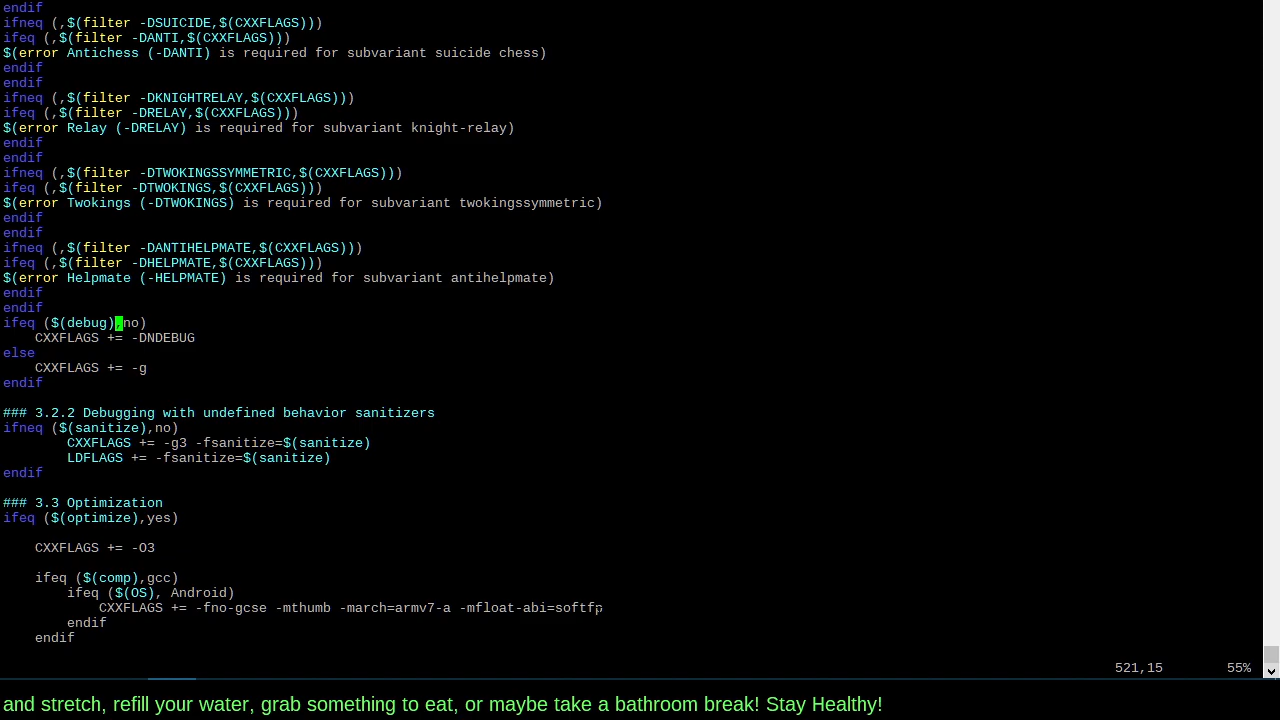 endif
ifneq (,$(filter -DSUICIDE,$(CXXFLAGS)))
ifeq (,$(filter -DANTI,$(CXXFLAGS)))
$(error Antichess (-DANTI) is required for subvariant suicide chess)
endif
endif
ifneq (,$(filter -DKNIGHTRELAY,$(CXXFLAGS)))
ifeq (,$(filter -DRELAY,$(CXXFLAGS)))
$(error Relay (-DRELAY) is required for subvariant knight-relay)
endif
endif
ifneq (,$(filter -DTWOKINGSSYMMETRIC,$(CXXFLAGS)))
ifeq (,$(filter -DTWOKINGS,$(CXXFLAGS)))
$(error Twokings (-DTWOKINGS) is required for subvariant twokingssymmetric)
endif
endif
ifneq (,$(filter -DANTIHELPMATE,$(CXXFLAGS)))
ifeq (,$(filter -DHELPMATE,$(CXXFLAGS)))
$(error Helpmate (-HELPMATE) is required for subvariant antihelpmate)
endif
endif
ifeq ($(debug),no)
    CXXFLAGS += -DNDEBUG
else
    CXXFLAGS += -g
endif
### 3.2.2 Debugging with undefined behavior sanitizers
ifneq ($(sanitize),no)
        CXXFLAGS += -g3 -fsanitize=$(sanitize)
        LDFLAGS += -fsanitize=$(sanitize)
endif
### 3.3 Optimization
ifeq ($(optimize),yes)
    CXXFLAGS += -O3
    ifeq ($(comp),gcc)
        ifeq ($(OS), Android)
            CXXFLAGS += -fno-gcse -mthumb -march=armv7-a -mfloat-abi=softfp
        endif
    endif
521,15        55%
and stretch, refill your water, grab something to eat, or maybe take a bathroom break! Stay Healthy!